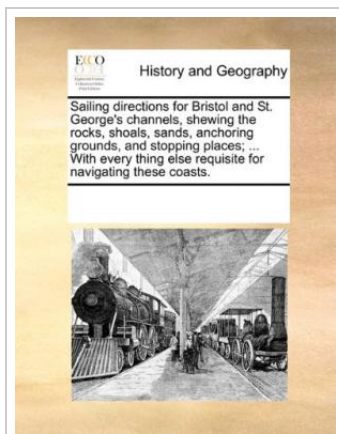 ECCO
History and Geography
Sailing directions for Bristol and St.
George's channels, shewing the
rocks, shoals, sands, anchoring
grounds, and stopping places; ...
With every thing else requisite for
navigating these coasts.